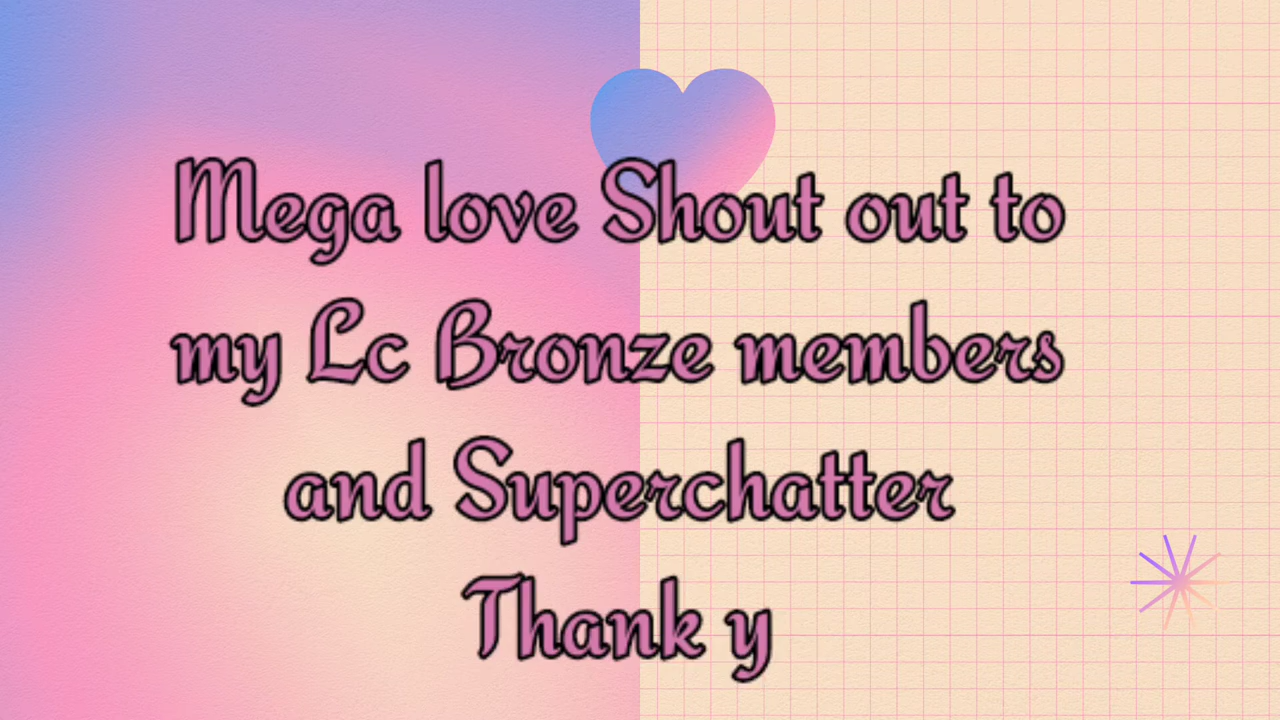 Mega love Shout out to
my Lc Bronze members
and Superchatter
Thank y